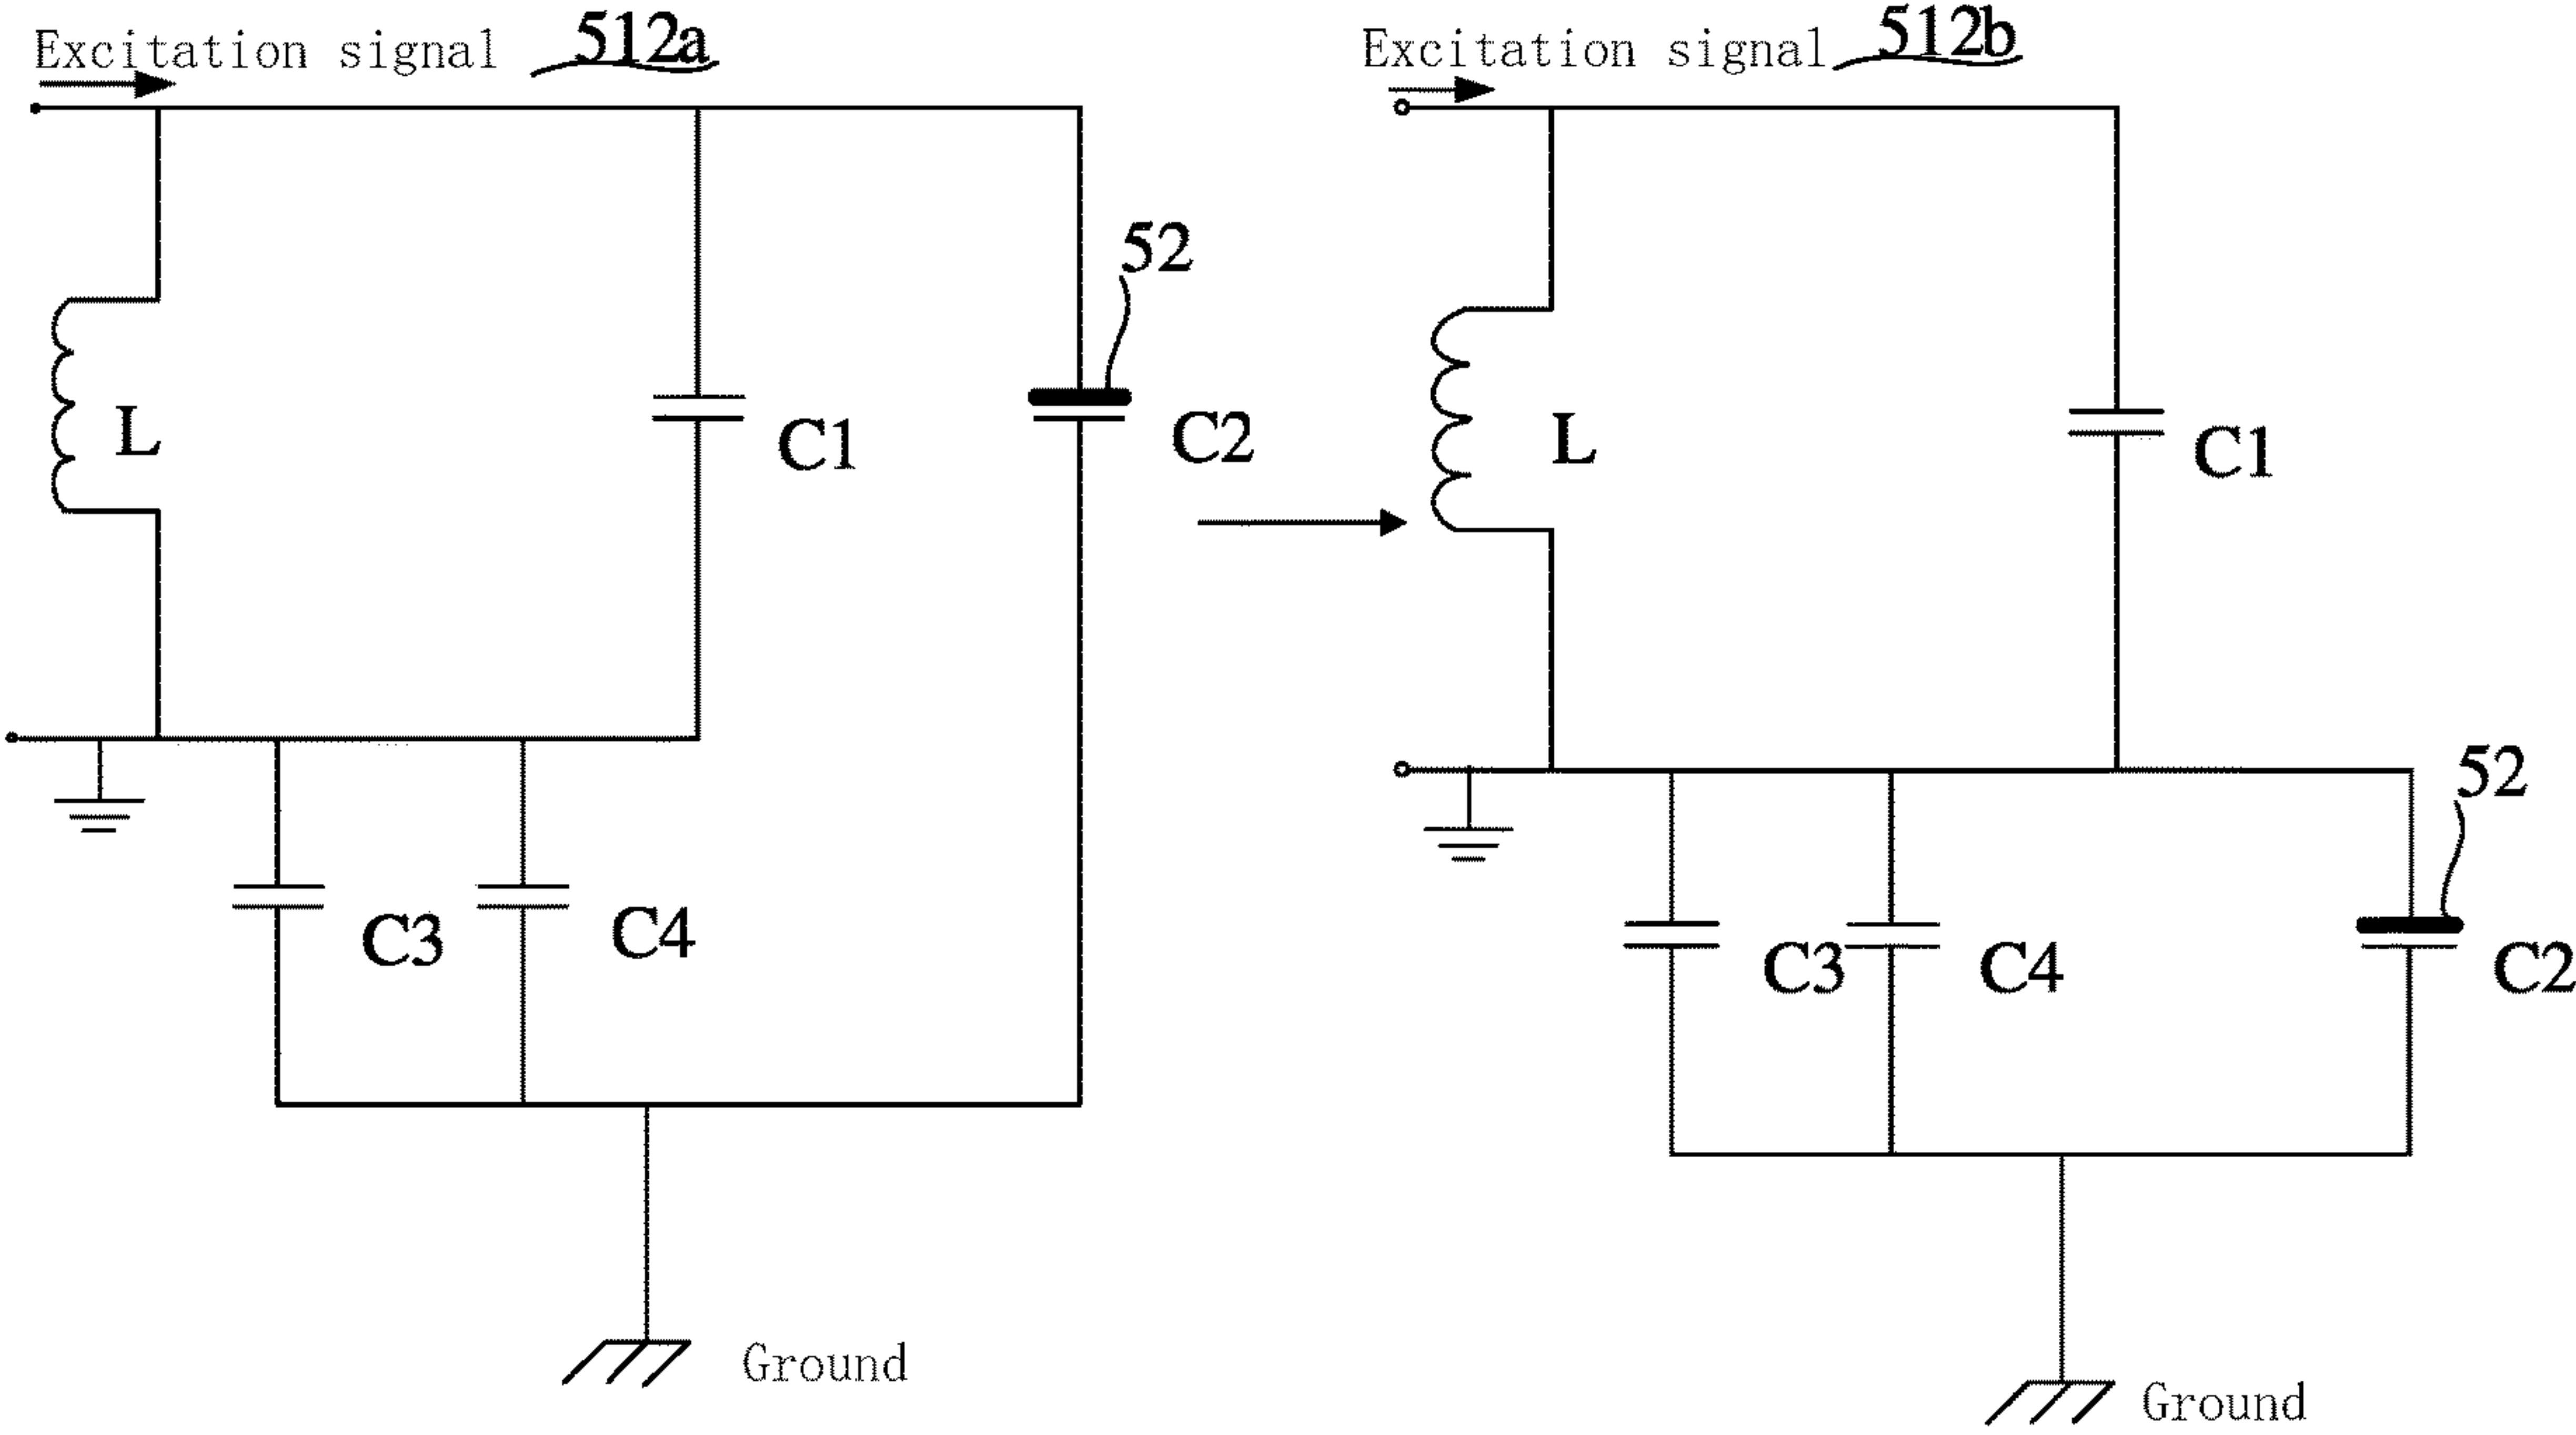 Excitation signal 512a
52
L
C1
C2
C3
C4
Ground
Excitation signal 512b
L
C1
52
C3
C4
C2
Ground